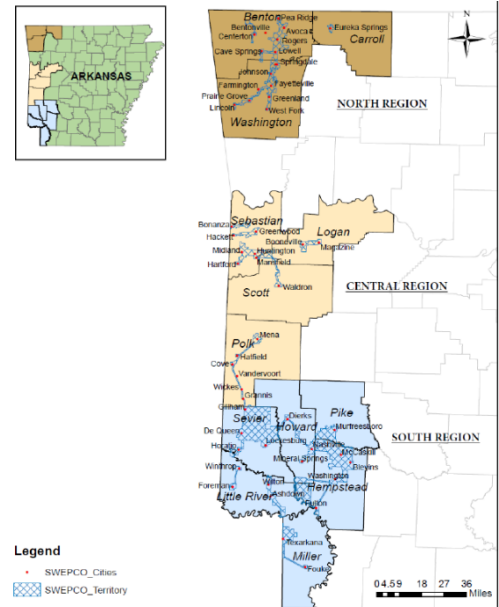 N
Benton
Pea Ridge
Bentonville
Avoca
Centerton
Rogers
Eureka Springs
Carroll
Cave Springs
Lowell
Springdale
Johnson
Farmington
Fayetteville
Prairie Grove
Greenland
Lincoln
West Fork
Washington
NORTH REGION
ARKANSAS
Sebastian
Bonanza
Greenwood
Hackett
Logan
Midland
Booneville
Huntington
Magazine
Hartford
Mansfield
Scott
Waldron
CENTRAL REGION
Polk
Mena
Hatfield
Cove
Vandervoort
Wickes
Grannis
Gillham
Sevier
Dierks
Pike
Howard
Murfreesboro
De Queen
SOUTH REGION
Lockesburg
Nashville
Horatio
McCaskill
Mineral Springs
Blevins
Winthrop
Washington
Wilton
Hempstead
Foreman
Ashdown
Little River
Fulton
Texarkana
Miller
Fouke
Legend
SWEPCO_Cities
SWEPCO_Territory
0 4.5 9 18 27 36
Miles